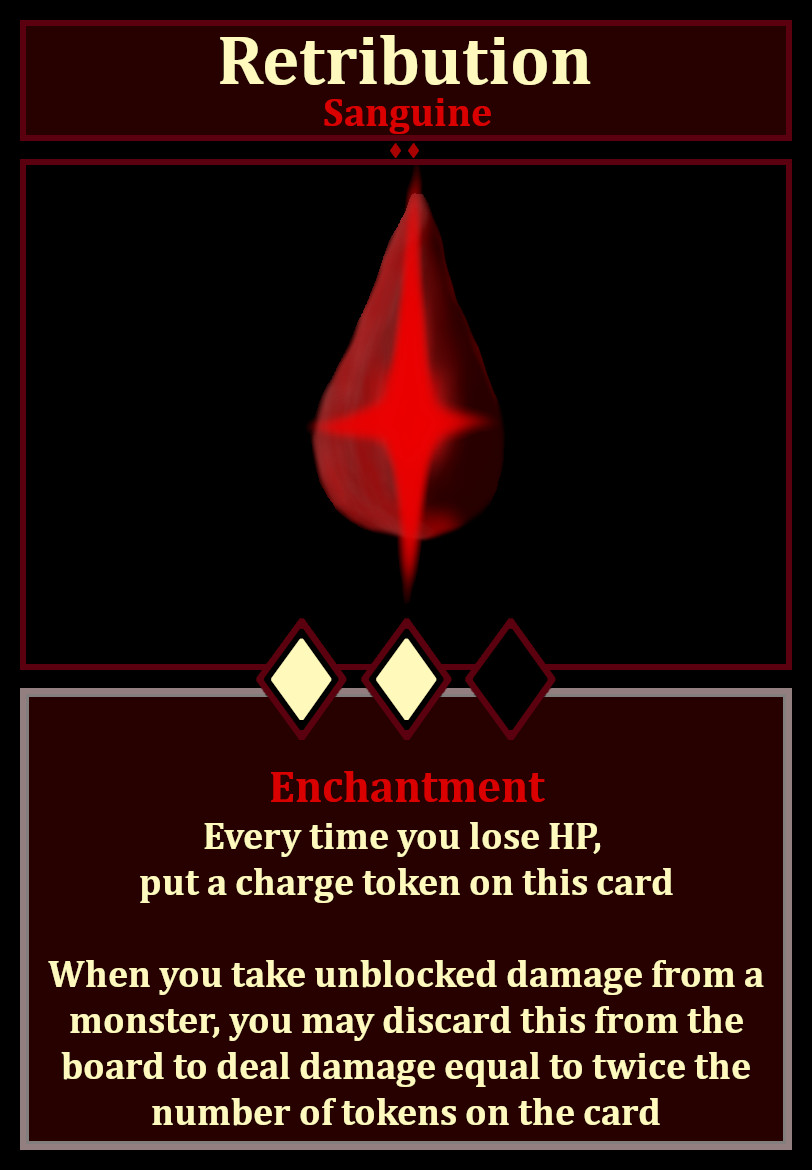 Retribution
Sanguine
Enchantment
Every time you lose HP,
put a charge token on this card
When you take unblocked damage from a
monster, you may discard this from the
board to deal damage equal to twice the
number of tokens on the card